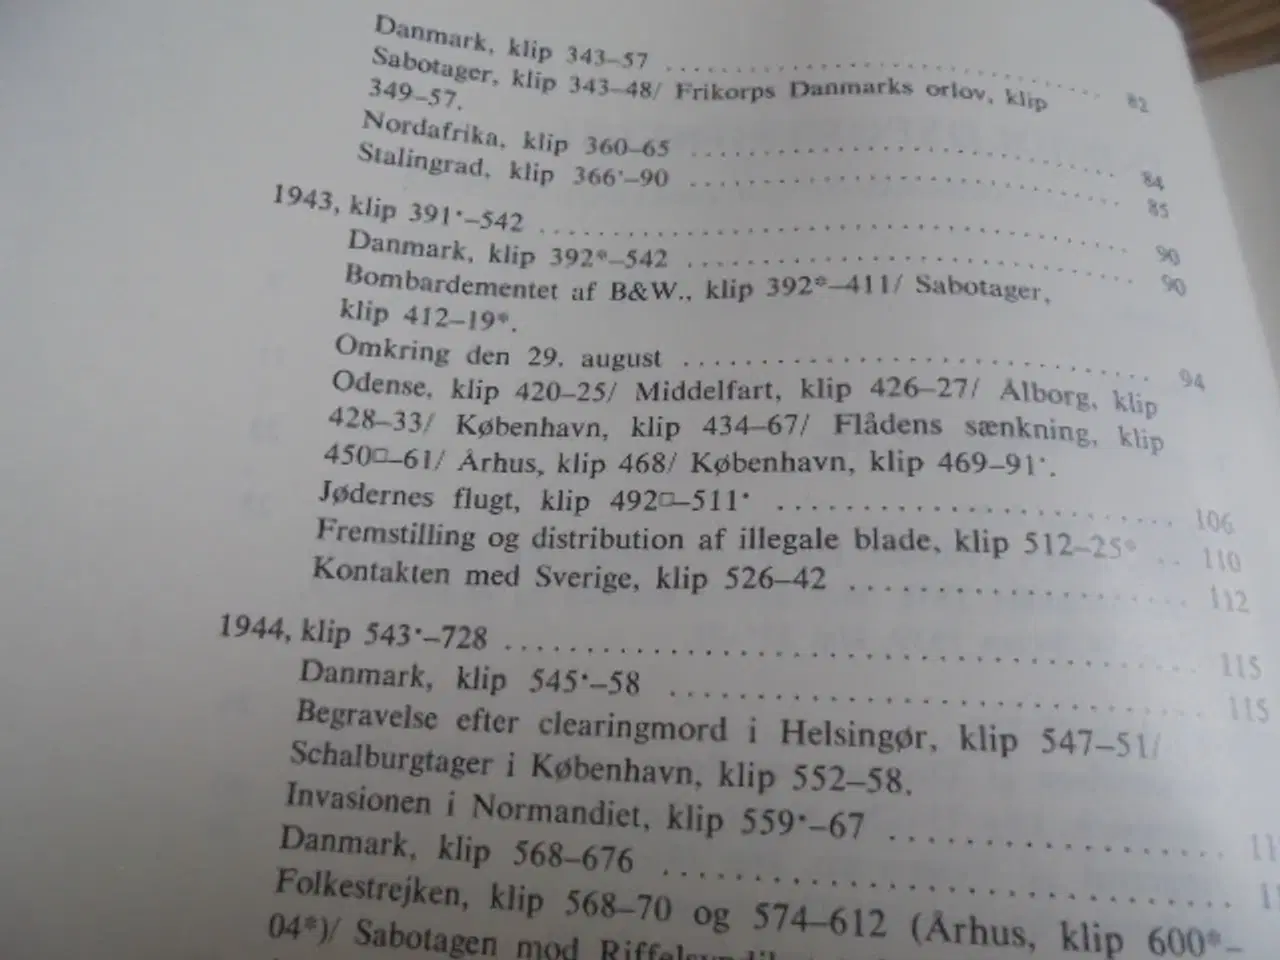 Danmark, klip 343–57 ........ 82
Sabotager, klip 343–48/ Frikorps Danmarks orlov, klip
349–57.
Nordafrika, klip 360–65 ........ 84
Stalingrad, klip 366•–90 ........ 85
1943, klip 391•–542 ........ 90
Danmark, klip 392*–542 ........ 90
Bombardementet af B&W., klip 392*–411/ Sabotager,
klip 412–19*.
Omkring den 29. august ........ 94
Odense, klip 420–25/ Middelfart, klip 426–27/ Ålborg, klip
428–33/ København, klip 434–67/ Flådens sænkning, klip
450□–61/ Århus, klip 468/ København, klip 469–91•.
Jødernes flugt, klip 492□–511• ........ 106
Fremstilling og distribution af illegale blade, klip 512–25* .. 110
Kontakten med Sverige, klip 526–42 ........ 112
1944, klip 543•–728 ........ 115
Danmark, klip 545•–58 ........ 115
Begravelse efter clearingmord i Helsingør, klip 547–51/
Schalburgtager i København, klip 552–58.
Invasionen i Normandiet, klip 559•–67 ........
Danmark, klip 568–676 ........
Folkestrejken, klip 568–70 og 574–612 (Århus, klip 600*–
04*)/ Sabotagen mod